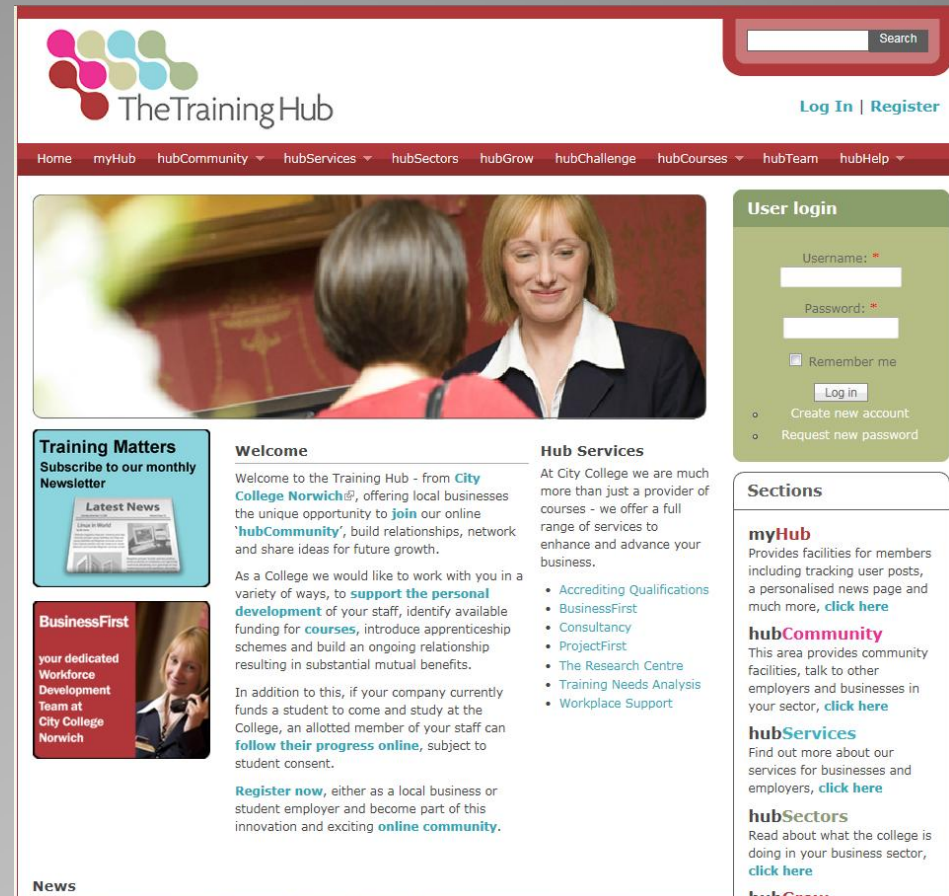 Search
TheTrainingHub
Log In | Register
Home myHub hubCommunity hubServices hubSectors hubGrow hubChallenge hubCourses hubTeam hubHelp
User login
Username: *
Password: *
Remember me
Log in
Create new account
Request new password
Training Matters
Subscribe to our monthly
Newsletter
Latest News
Linux in World
BusinessFirst
your dedicated
Workforce
Development
Team at
City College
Norwich
Welcome
Welcome to the Training Hub - from City
College Norwich, offering local businesses
the unique opportunity to join our online
‘hubCommunity’, build relationships, network
and share ideas for future growth.
As a College we would like to work with you in a
variety of ways, to support the personal
development of your staff, identify available
funding for courses, introduce apprenticeship
schemes and build an ongoing relationship
resulting in substantial mutual benefits.
In addition to this, if your company currently
funds a student to come and study at the
College, an allotted member of your staff can
follow their progress online, subject to
student consent.
Register now, either as a local business or
student employer and become part of this
innovation and exciting online community.
Hub Services
At City College we are much
more than just a provider of
courses - we offer a full
range of services to
enhance and advance your
business.
• Accrediting Qualifications
• BusinessFirst
• Consultancy
• ProjectFirst
• The Research Centre
• Training Needs Analysis
• Workplace Support
Sections
myHub
Provides facilities for members
including tracking user posts,
a personalised news page and
much more, click here
hubCommunity
This area provides community
facilities, talk to other
employers and businesses in
your sector, click here
hubServices
Find out more about our
services for businesses and
employers, click here
hubSectors
Read about what the college is
doing in your business sector,
click here
hubGrow
News